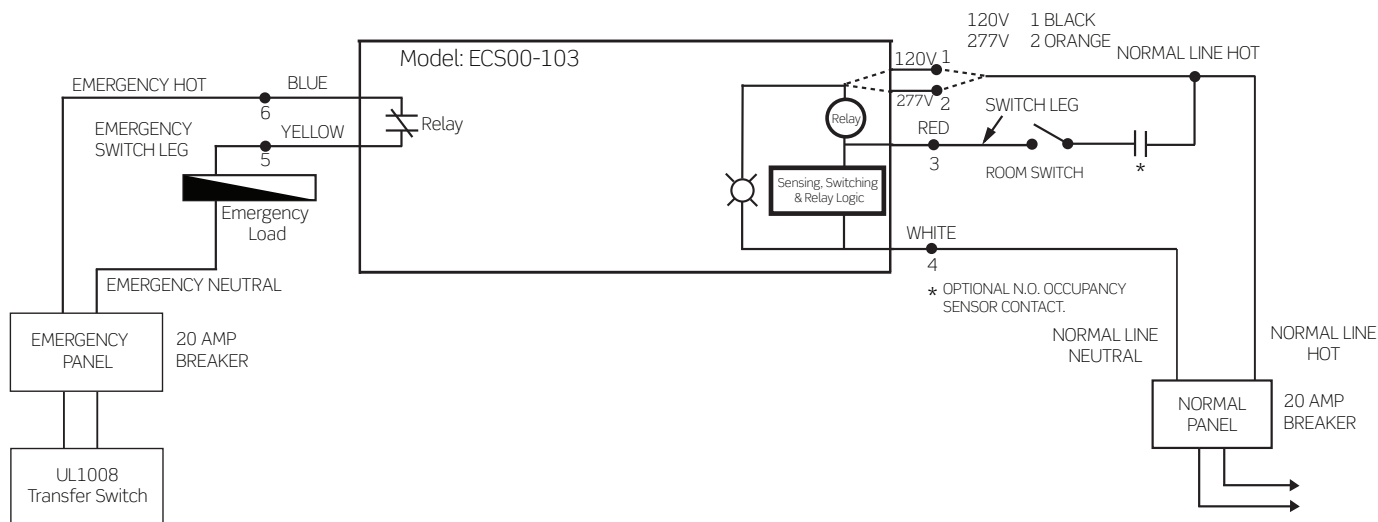 120V 1 BLACK
277V 2 ORANGE
Model: ECS00-103
120V 1
NORMAL LINE HOT
EMERGENCY HOT
BLUE
6
277V 2
SWITCH LEG
EMERGENCY
SWITCH LEG
YELLOW
5
Relay
Relay
RED
3
ROOM SWITCH
*
Sensing, Switching
& Relay Logic
Emergency
Load
WHITE
4
EMERGENCY NEUTRAL
* OPTIONAL N.O. OCCUPANCY
SENSOR CONTACT.
EMERGENCY
PANEL
20 AMP
BREAKER
NORMAL LINE
NEUTRAL
NORMAL LINE
HOT
NORMAL
PANEL
20 AMP
BREAKER
UL1008
Transfer Switch